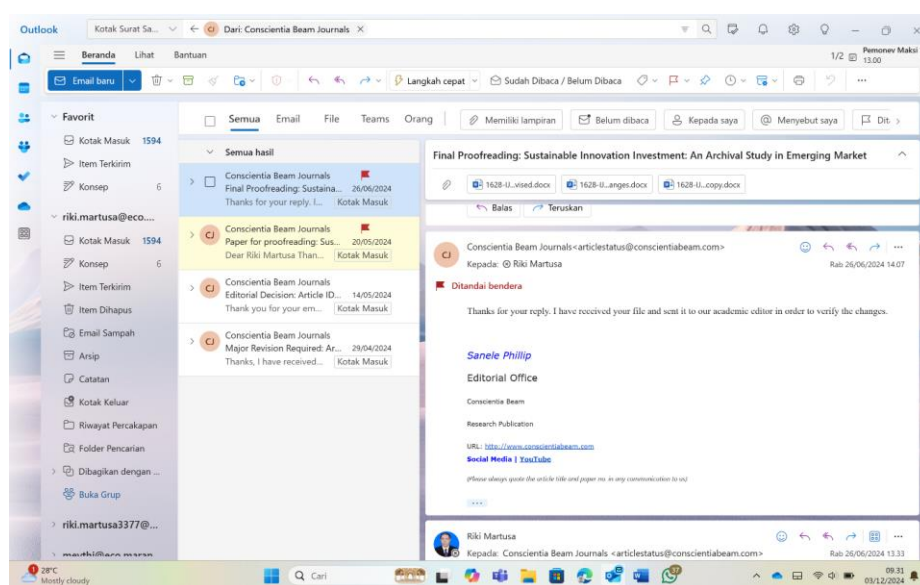 Outlook
Kotak Surat Sa...
CJ Dari: Conscientia Beam Journals
Beranda Lihat Bantuan
1/2 Pemonev Maksi
13.00
Email baru
Langkah cepat
Sudah Dibaca / Belum Dibaca
Favorit
Kotak Masuk 1594
Item Terkirim
Konsep 6
riki.martusa@eco....
Kotak Masuk 1594
Konsep 6
Item Terkirim
Item Dihapus
Email Sampah
Arsip
Catatan
Kotak Keluar
Riwayat Percakapan
Folder Pencarian
Dibagikan dengan ...
Buka Grup
riki.martusa3377@...
Semua Email File Teams Orang
Memiliki lampiran
Belum dibaca
Kepada saya
Menyebut saya
Dit
Semua hasil
Conscientia Beam Journals
Final Proofreading: Sustaina... 26/06/2024
Thanks for your reply. I... Kotak Masuk
CJ
Conscientia Beam Journals
Paper for proofreading: Sus... 20/05/2024
Dear Riki Martusa Than... Kotak Masuk
CJ
Conscientia Beam Journals
Editorial Decision: Article ID... 14/05/2024
Thank you for your em... Kotak Masuk
CJ
Conscientia Beam Journals
Major Revision Required: Ar... 29/04/2024
Thanks, I have received... Kotak Masuk
Final Proofreading: Sustainable Innovation Investment: An Archival Study in Emerging Market
1628-U...vised.docx
1628-U...anges.docx
1628-U...copy.docx
Balas
Teruskan
CJ
Conscientia Beam Journals<articlestatus@conscientiabeam.com>
Kepada: Riki Martusa
Rab 26/06/2024 14.07
Ditandai bendera
Thanks for your reply. I have received your file and sent it to our academic editor in order to verify the changes.
Sanele Phillip
Editorial Office
Conscientia Beam
Research Publication
URL: http://www.conscientiabeam.com
Social Media | YouTube
(Please always quote the article title and paper no. in any communication to us)
Riki Martusa
Kepada: Conscientia Beam Journals <articlestatus@conscientiabeam.com>
Rab 26/06/2024 13.33
1
28°C
Mostly cloudy
Cari
37
09.31
03/12/2024